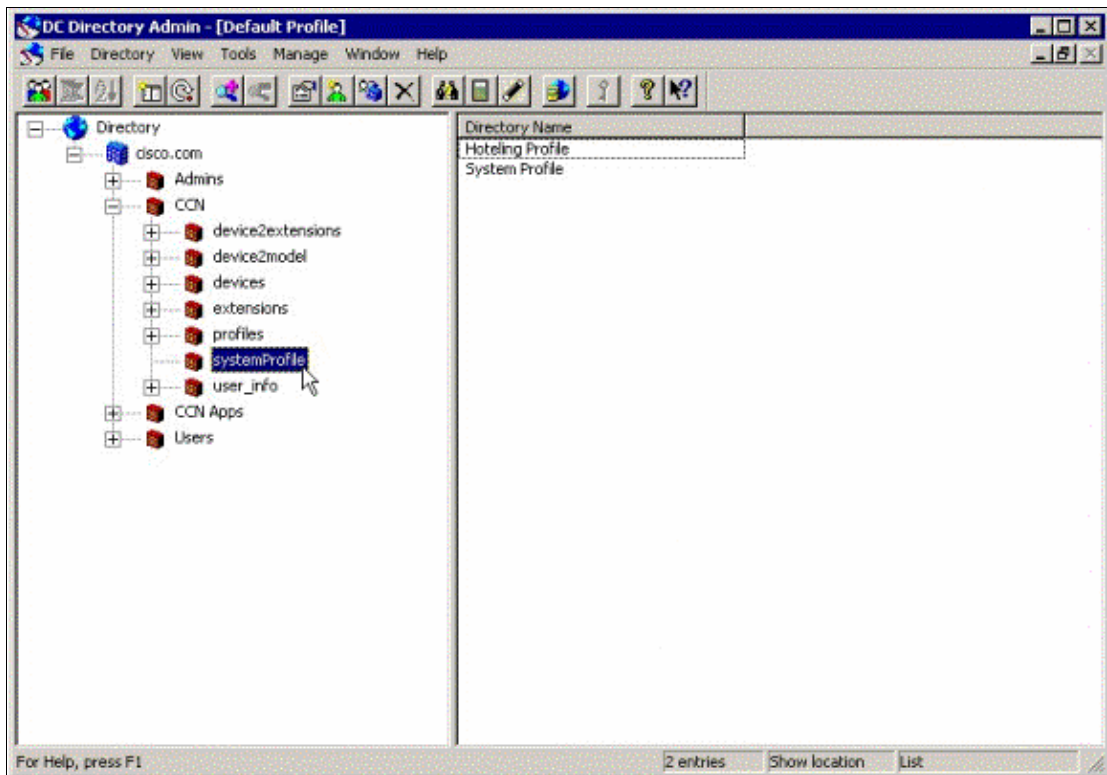 DC Directory Admin - [Default Profile]
File Directory View Tools Manage Window Help
Directory
cisco.com
Admins
CCN
device2extensions
device2model
devices
extensions
profiles
systemProfile
user_info
CCN Apps
Users
Directory Name
Hoteling Profile
System Profile
For Help, press F1
2 entries
Show location
List